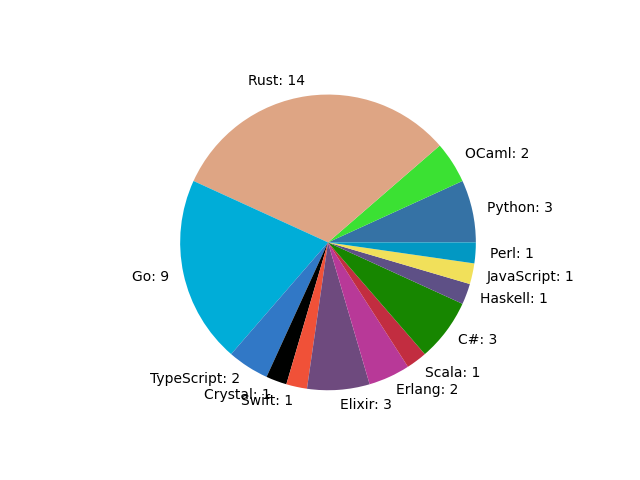 Rust: 14
OCaml: 2
Python: 3
Perl: 1
Go: 9
JavaScript: 1
Haskell: 1
C#: 3
Scala: 1
TypeScript: 2
Erlang: 2
Crystal: 1
Swift: 1
Elixir: 3